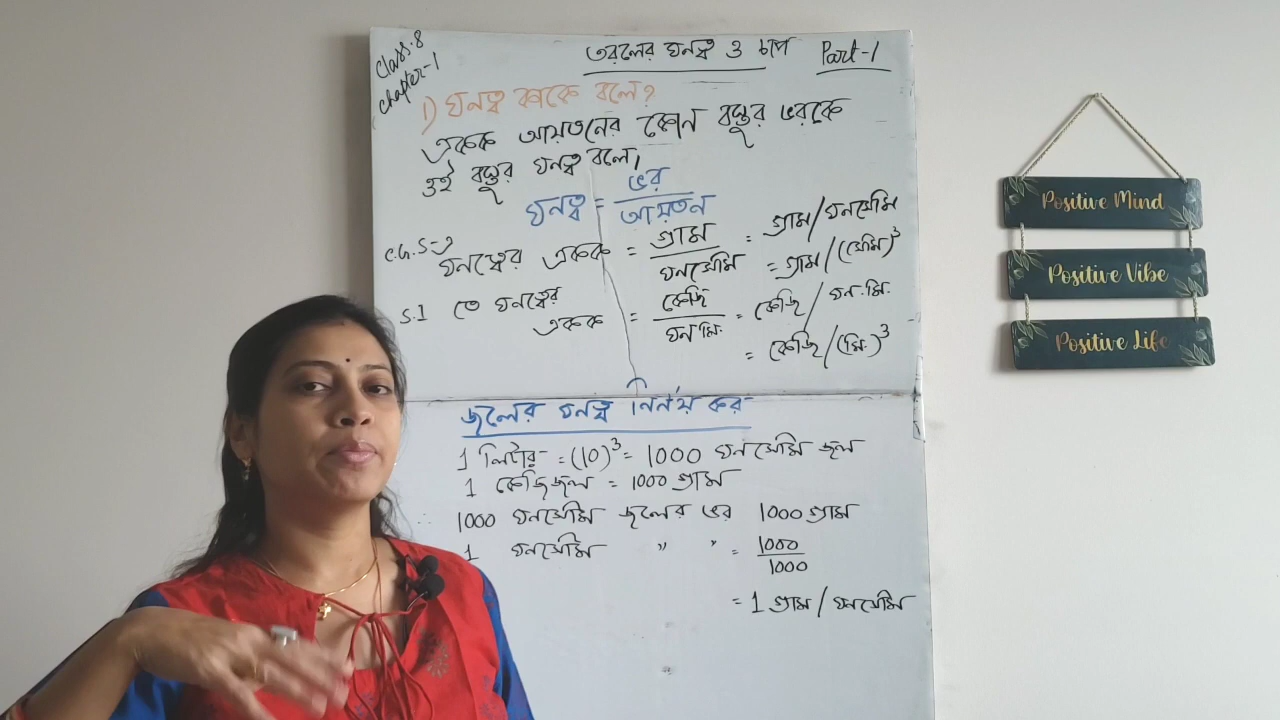 Class-8
Chapter-1
তরলের ঘনত্ব ও চাপ Part-1
1) ঘনত্ব কাকে বলে?
একক আয়তনের কোন বস্তুর ভরকে
ওই বস্তুর ঘনত্ব বলে।
ঘনত্ব = ভর / আয়তন
C.G.S → ঘনত্বের একক = গ্রাম / ঘনসেমি = গ্রাম/ঘনসেমি
= গ্রাম/(সেমি)³
S.I তে ঘনত্বের
একক = কেজি / ঘনমি. = কেজি/ঘন.মি.
= কেজি/(মি.)³
জলের ঘনত্ব নির্নয় কর
1 লিটার = (10)³ = 1000 ঘনসেমি জল
1 কেজি জল = 1000 গ্রাম
∴ 1000 ঘনসেমি জলের ভর 1000 গ্রাম
1 ঘনসেমি " " = 1000 / 1000
= 1 গ্রাম / ঘনসেমি
Positive Mind
Positive Vibe
Positive Life